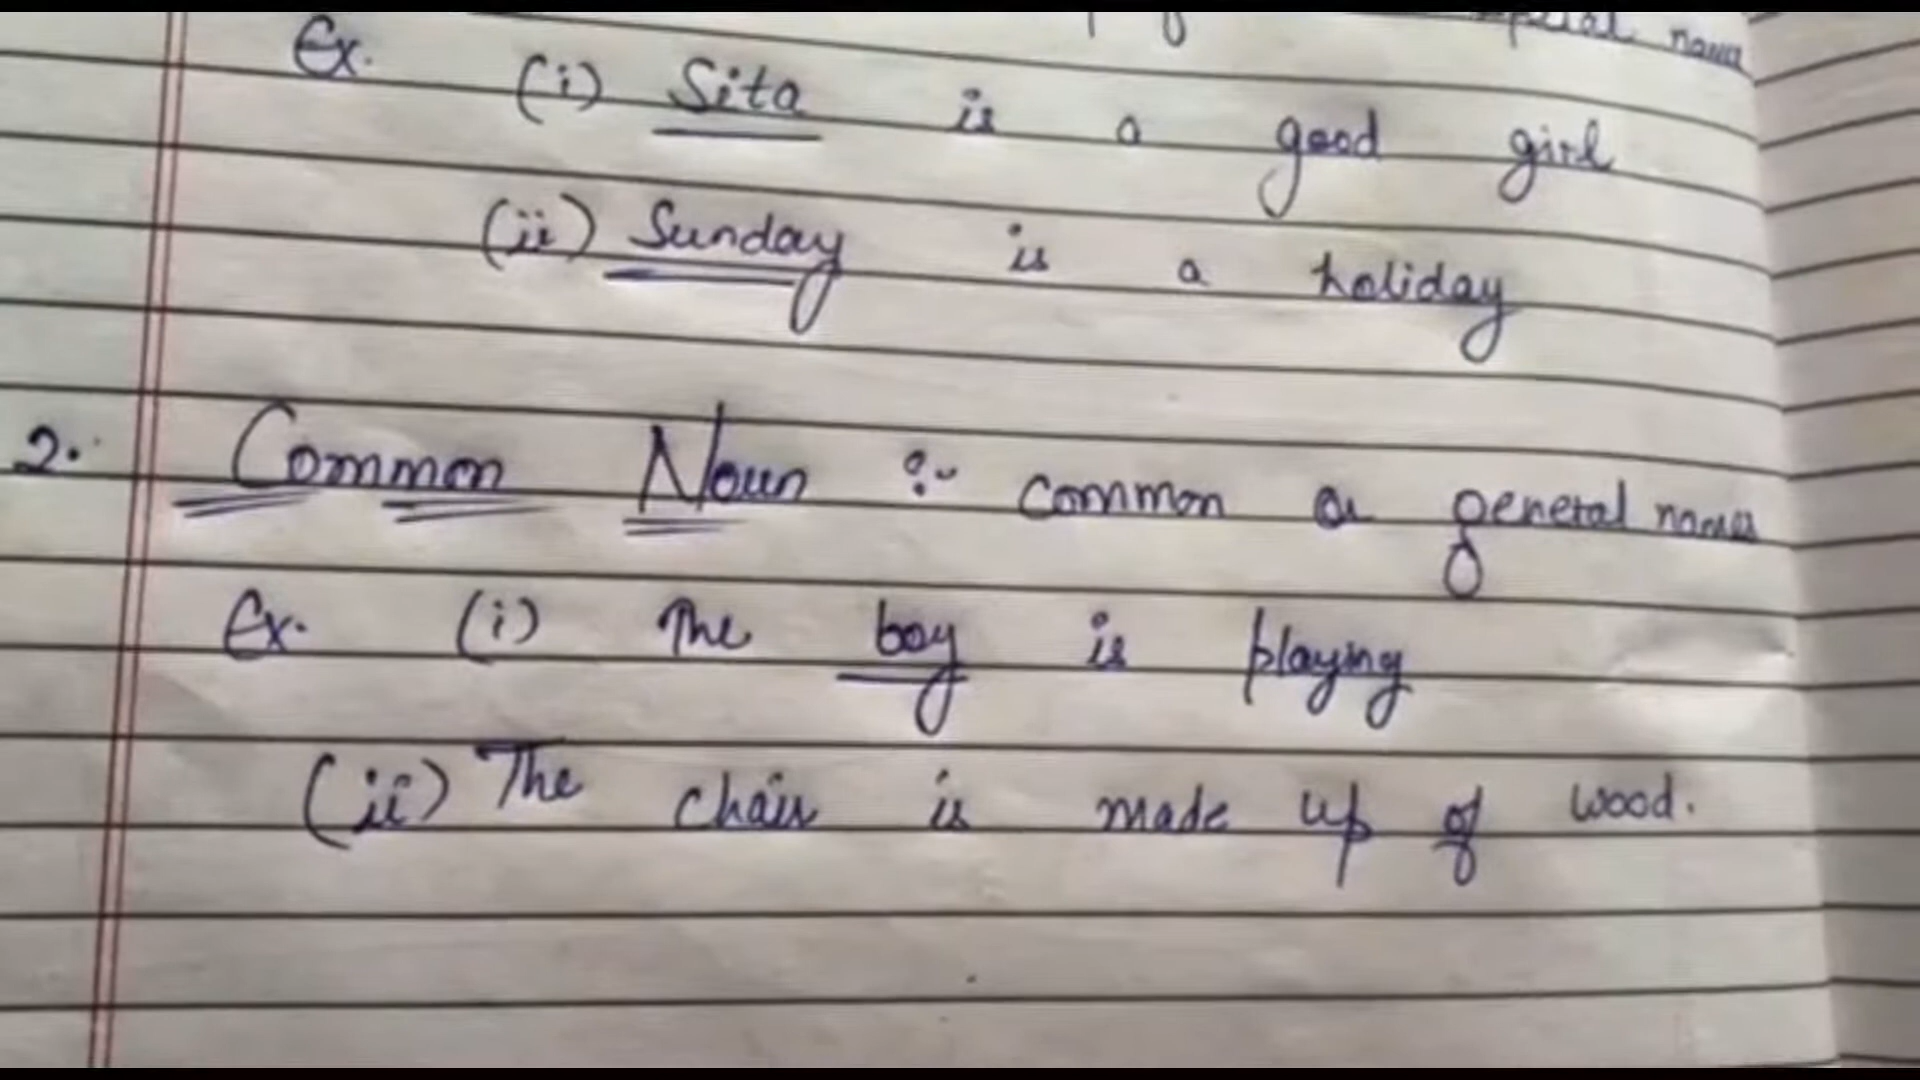 name
Ex. (i) Sita is a good girl
(ii) Sunday is a holiday
2. Common Noun :- common or general names
Ex. (i) The boy is playing
(ii) The chair is made up of wood.